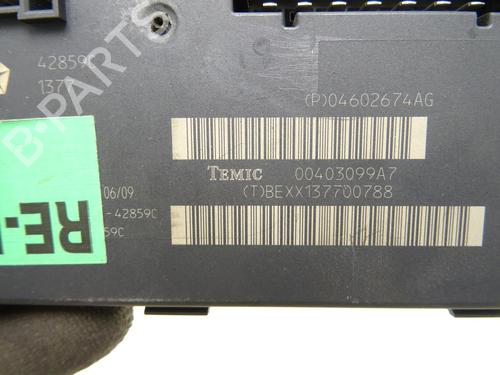 42859C
137
(P)04602674AG
TEMIC 00403099A7
(T)BEXX137700788
06/09
-42859C
59C
RE-
B-PARTS